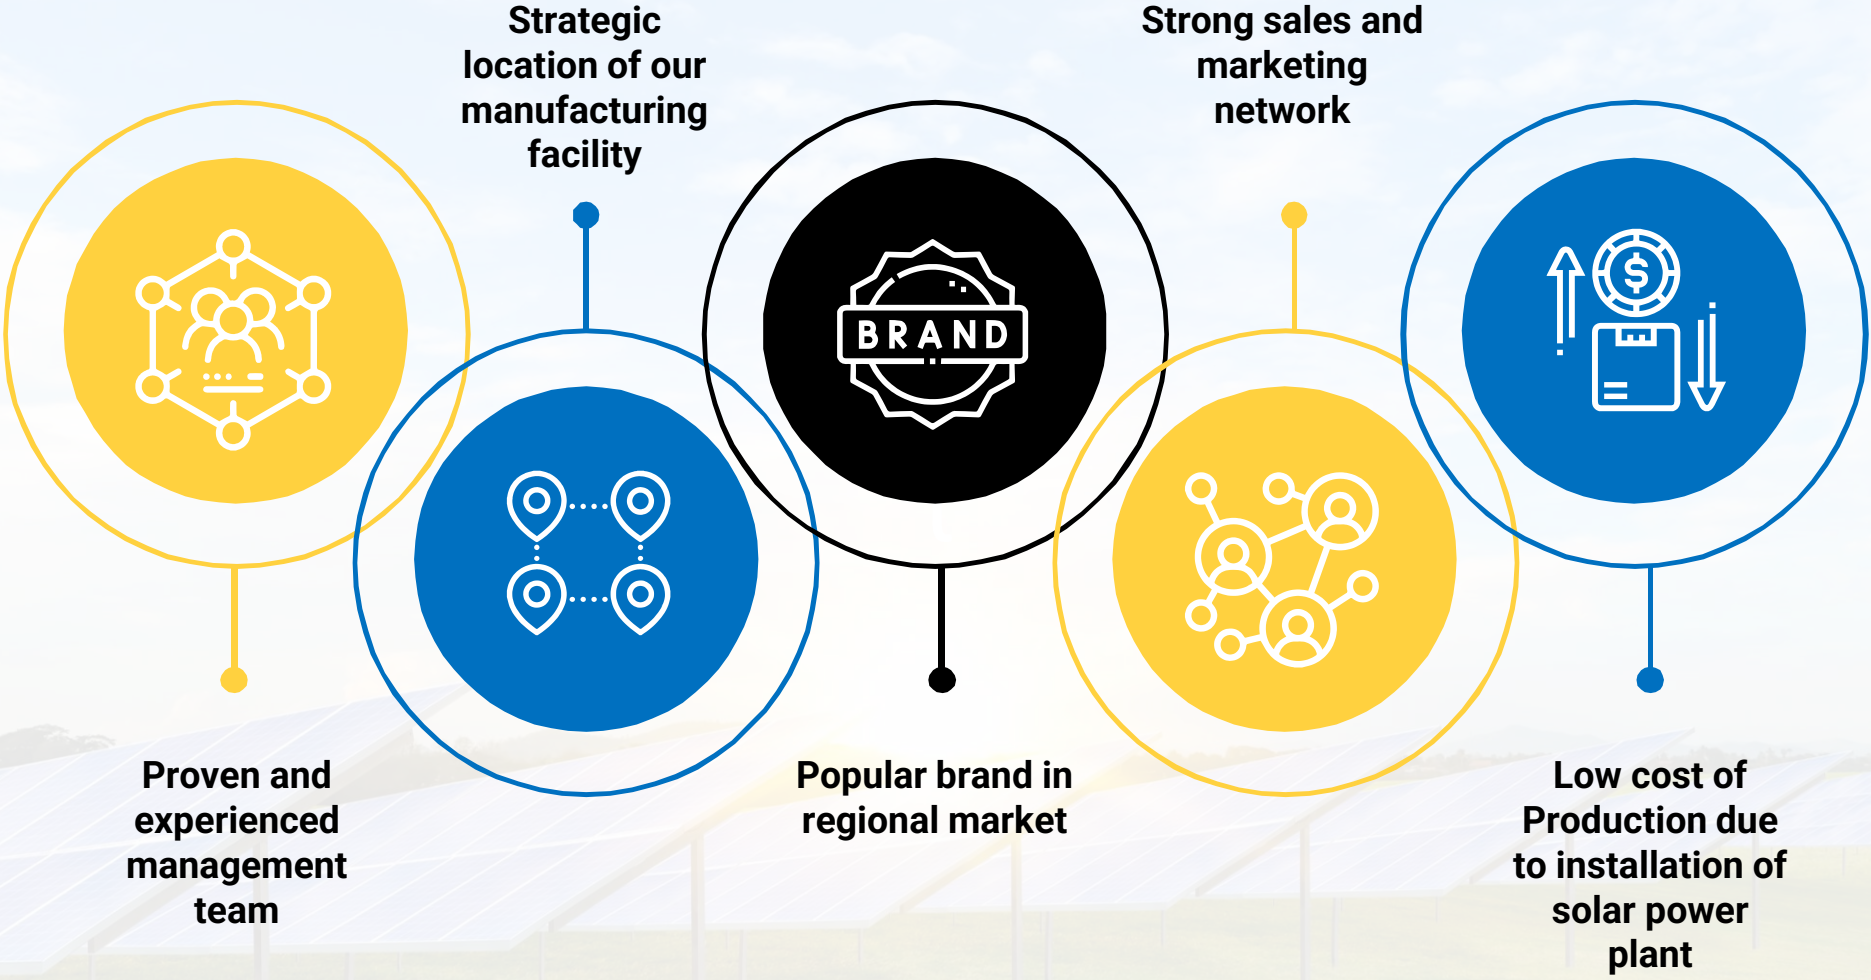 Strategic
location of our
manufacturing
facility
Strong sales and
marketing
network
BRAND
$
Proven and
experienced
management
team
Popular brand in
regional market
Low cost of
Production due
to installation of
solar power
plant